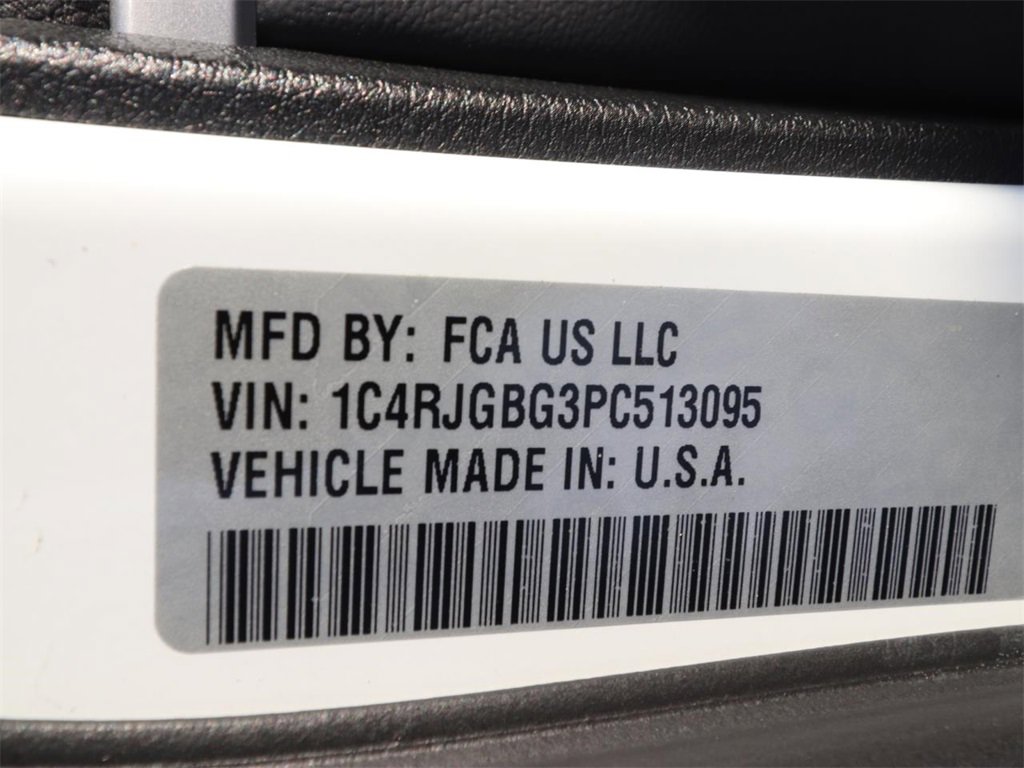 MFD BY: FCA US LLC
VIN: 1C4RJGBG3PC513095
VEHICLE MADE IN: U.S.A.